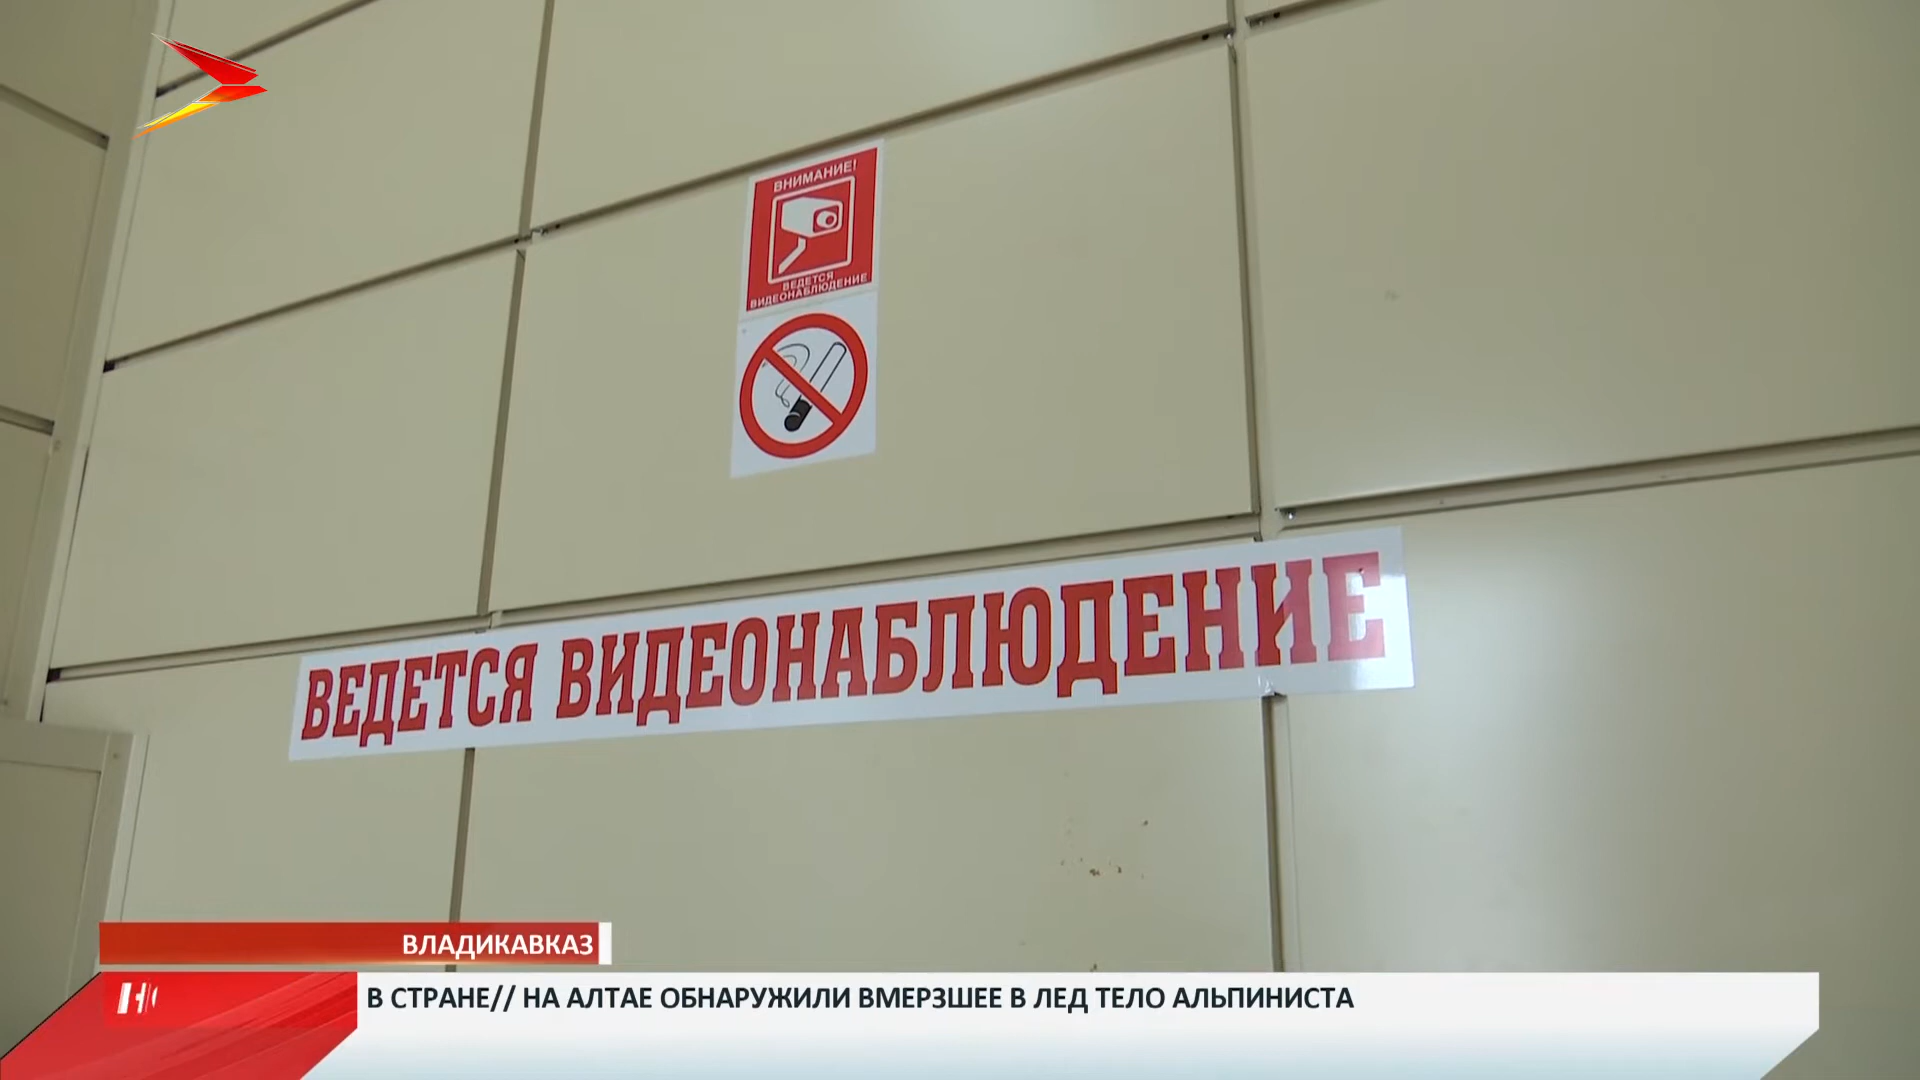 ВНИМАНИЕ!
ВЕДЕТСЯ
ВИДЕОНАБЛЮДЕНИЕ
ВЕДЕТСЯ ВИДЕОНАБЛЮДЕНИЕ
ВЛАДИКАВКАЗ
В СТРАНЕ// НА АЛТАЕ ОБНАРУЖИЛИ ВМЕРЗШЕЕ В ЛЕД ТЕЛО АЛЬПИНИСТА